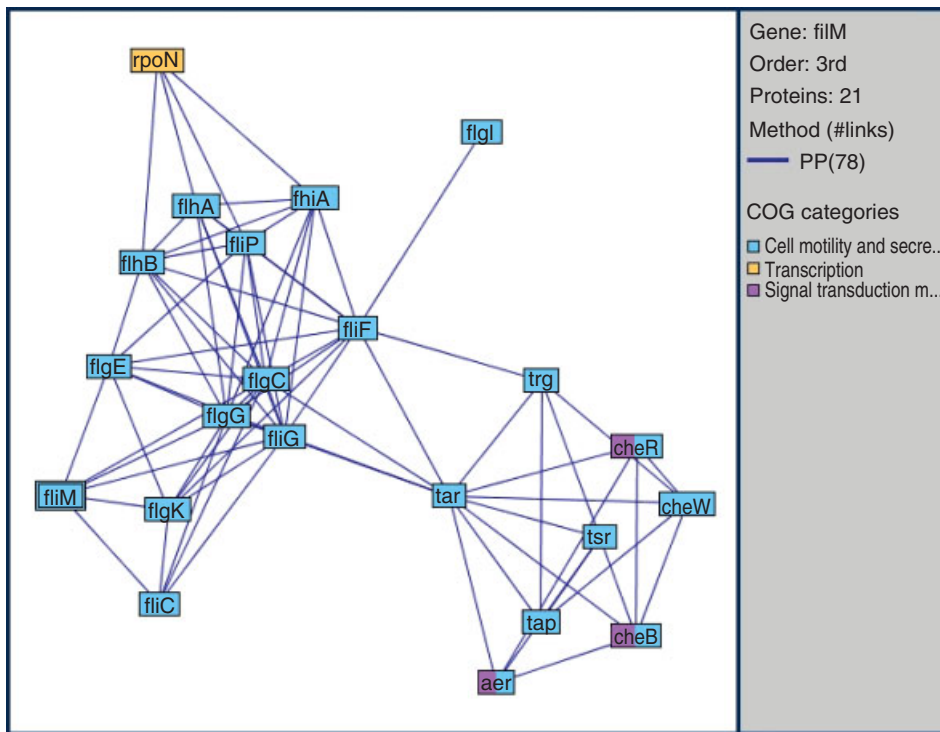 rpoN
flgI
flhA
fhiA
fliP
flhB
fliF
flgE
flgC
trg
flgG
fliG
cheR
fliM
tar
cheW
flgK
tsr
fliC
tap
cheB
aer
Gene: filM
Order: 3rd
Proteins: 21
Method (#links)
PP(78)
COG categories
Cell motility and secre..
Transcription
Signal transduction m...